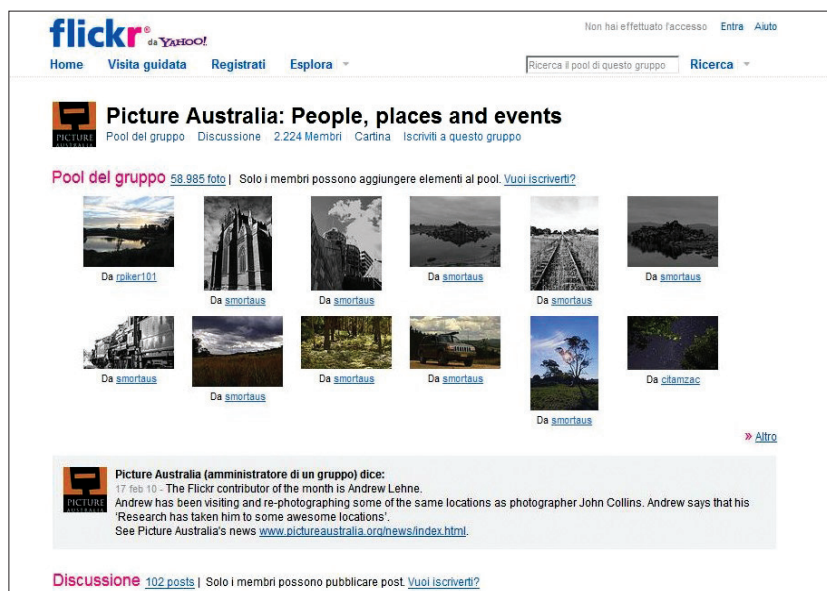 flickr® da YAHOO!
Non hai effettuato l'accesso Entra Aiuto
Home Visita guidata Registrati Esplora
Ricerca il pool di questo gruppo Ricerca
PICTURE
AUSTRALIA
Picture Australia: People, places and events
Pool del gruppo Discussione 2.224 Membri Cartina Iscriviti a questo gruppo
Pool del gruppo 58.985 foto | Solo i membri possono aggiungere elementi al pool. Vuoi iscriverti?
Da rpiker101
Da smortaus
Da smortaus
Da smortaus
Da smortaus
Da smortaus
Da smortaus
Da smortaus
Da smortaus
Da smortaus
Da smortaus
Da citamzac
» Altro
PICTURE
AUSTRALIA
Picture Australia (amministratore di un gruppo) dice:
17 feb 10 - The Flickr contributor of the month is Andrew Lehne.
Andrew has been visiting and re-photographing some of the same locations as photographer John Collins. Andrew says that his
'Research has taken him to some awesome locations'.
See Picture Australia's news www.pictureaustralia.org/news/index.html.
Discussione 102 posts | Solo i membri possono pubblicare post. Vuoi iscriverti?